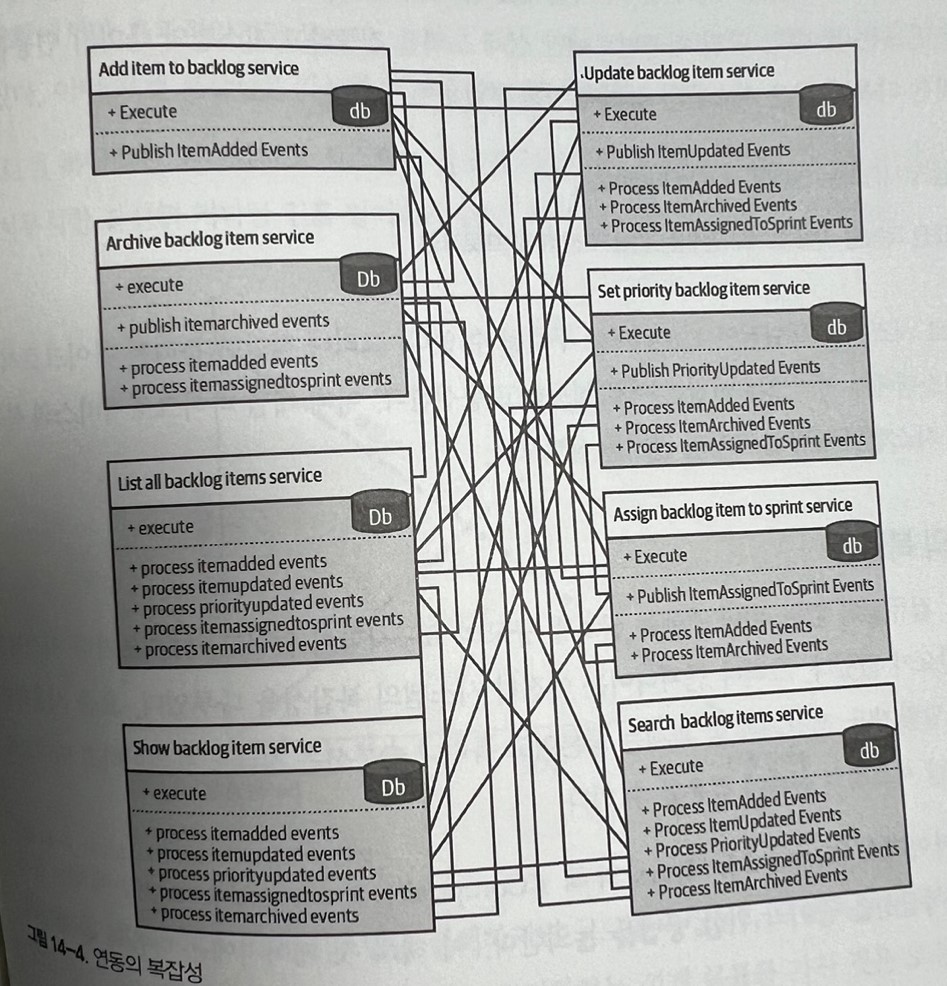 Add item to backlog service
db
+ Execute
+ Publish ItemAdded Events
Archive backlog item service
Db
+ execute
+ publish itemarchived events
+ process itemadded events
+ process itemassignedtosprint events
List all backlog items service
Db
+ execute
+ process itemadded events
+ process itemupdated events
+ process priorityupdated events
+ process itemassignedtosprint events
+ process itemarchived events
Show backlog item service
Db
+ execute
+ process itemadded events
+ process itemupdated events
+ process priorityupdated events
+ process itemassignedtosprint events
+ process itemarchived events
Update backlog item service
db
+ Execute
+ Publish ItemUpdated Events
+ Process ItemAdded Events
+ Process ItemArchived Events
+ Process ItemAssignedToSprint Events
Set priority backlog item service
db
+ Execute
+ Publish PriorityUpdated Events
+ Process ItemAdded Events
+ Process ItemArchived Events
+ Process ItemAssignedToSprint Events
Assign backlog item to sprint service
db
+ Execute
+ Publish ItemAssignedToSprint Events
+ Process ItemAdded Events
+ Process ItemArchived Events
Search backlog items service
db
+ Execute
+ Process ItemAdded Events
+ Process ItemUpdated Events
+ Process PriorityUpdated Events
+ Process ItemAssignedToSprint Events
+ Process ItemArchived Events
그림 14-4. 연동의 복잡성